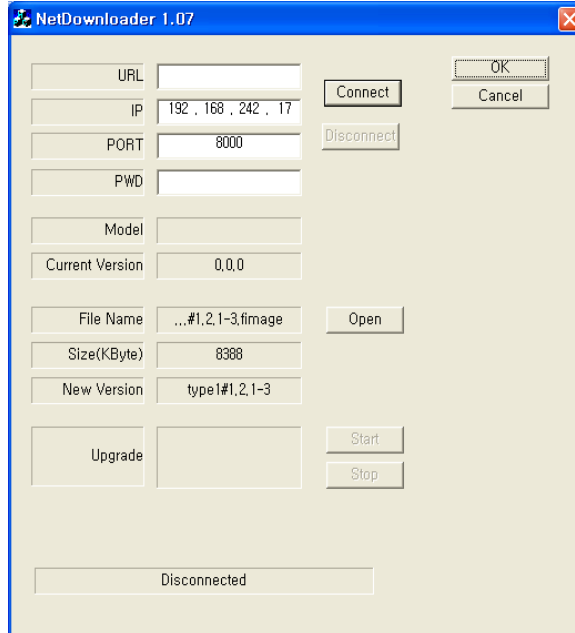 NetDownloader 1.07
URL
OK
Connect
Cancel
IP 192 . 168 . 242 . 17
PORT 8000
Disconnect
PWD
Model
Current Version 0,0,0
File Name ,,,#1,2,1-3,fimage Open
Size(KByte) 8388
New Version type1#1,2,1-3
Upgrade
Start
Stop
Disconnected